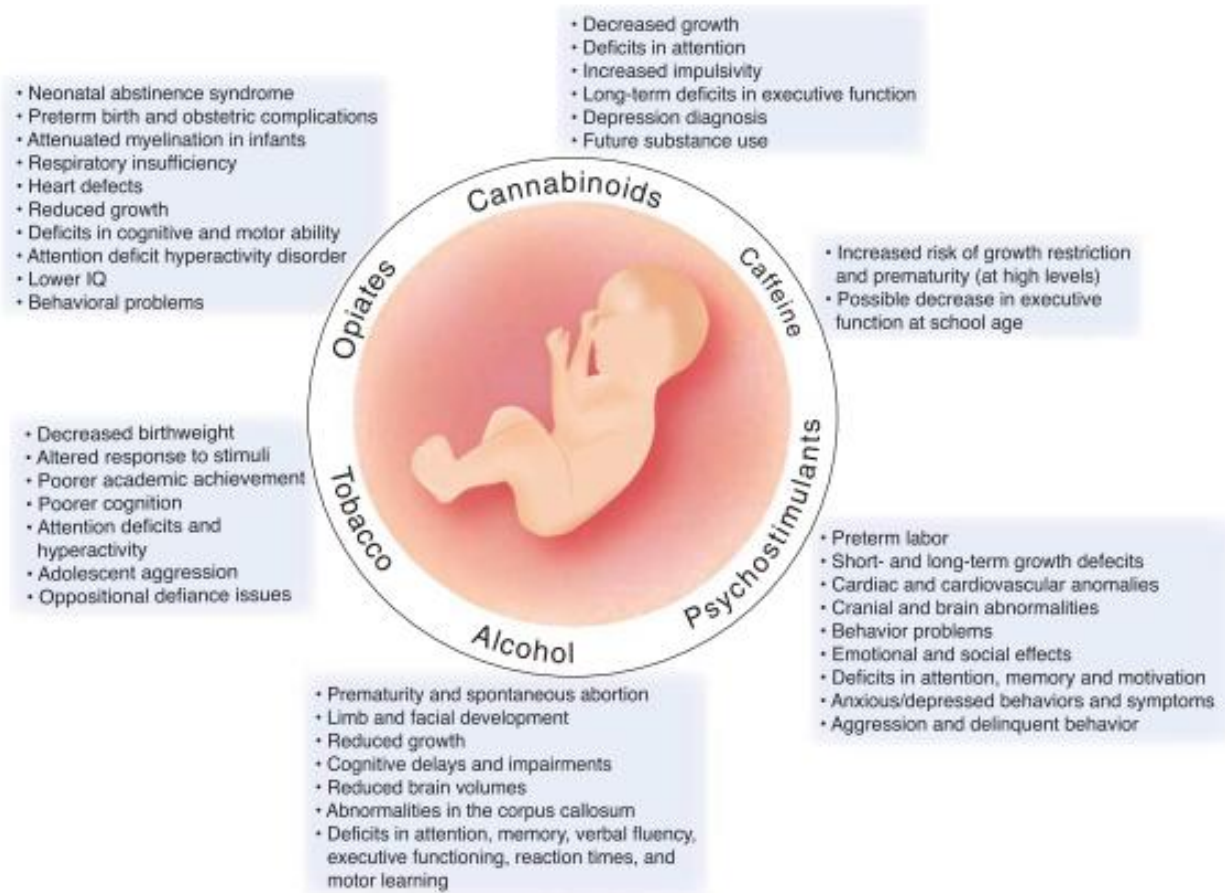 • Decreased growth
• Deficits in attention
• Increased impulsivity
• Long-term deficits in executive function
• Depression diagnosis
• Future substance use
• Neonatal abstinence syndrome
• Preterm birth and obstetric complications
• Attenuated myelination in infants
• Respiratory insufficiency
• Heart defects
• Reduced growth
• Deficits in cognitive and motor ability
• Attention deficit hyperactivity disorder
• Lower IQ
• Behavioral problems
Cannabinoids
Caffeine
Opiates
• Increased risk of growth restriction
and prematurity (at high levels)
• Possible decrease in executive
function at school age
• Decreased birthweight
• Altered response to stimuli
• Poorer academic achievement
• Poorer cognition
• Attention deficits and
hyperactivity
• Adolescent aggression
• Oppositional defiance issues
Tobacco
Psychostimulants
Alcohol
• Preterm labor
• Short- and long-term growth defecits
• Cardiac and cardiovascular anomalies
• Cranial and brain abnormalities
• Behavior problems
• Emotional and social effects
• Deficits in attention, memory and motivation
• Anxious/depressed behaviors and symptoms
• Aggression and delinquent behavior
• Prematurity and spontaneous abortion
• Limb and facial development
• Reduced growth
• Cognitive delays and impairments
• Reduced brain volumes
• Abnormalities in the corpus callosum
• Deficits in attention, memory, verbal fluency,
executive functioning, reaction times, and
motor learning